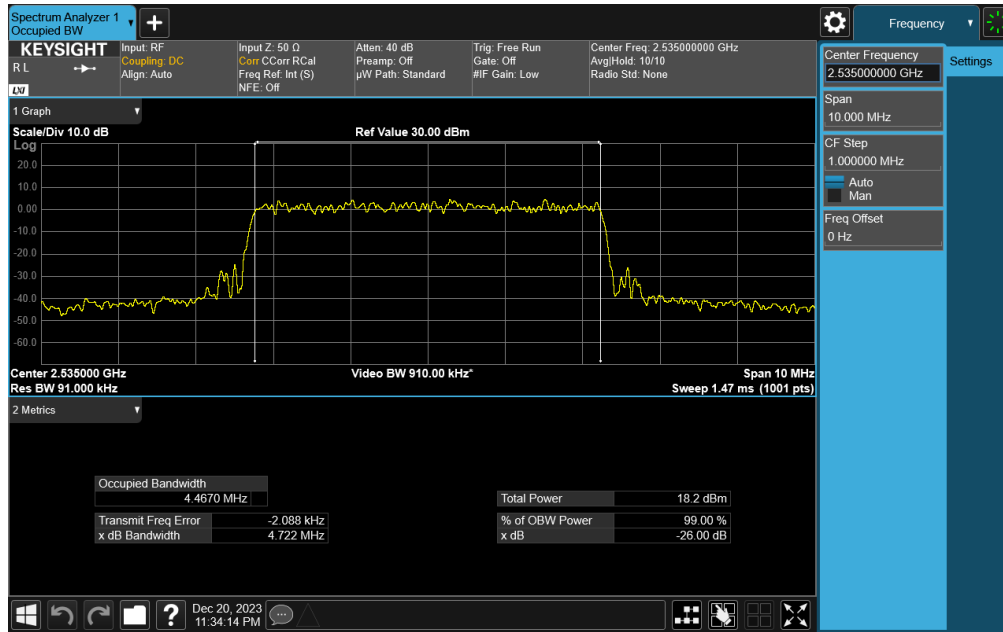 Spectrum Analyzer 1
Occupied BW
+
Frequency
KEYSIGHT
R L
LXI
Input: RF
Coupling: DC
Align: Auto
Input Z: 50 Ω
Corr CCorr RCal
Freq Ref: Int (S)
NFE: Off
Atten: 40 dB
Preamp: Off
µW Path: Standard
Trig: Free Run
Gate: Off
#IF Gain: Low
Center Freq: 2.535000000 GHz
Avg|Hold: 10/10
Radio Std: None
Center Frequency
2.535000000 GHz
Settings
Span
10.000 MHz
CF Step
1.000000 MHz
Auto
Man
Freq Offset
0 Hz
1 Graph
Scale/Div 10.0 dB
Ref Value 30.00 dBm
Log
20.0
10.0
0.00
-10.0
-20.0
-30.0
-40.0
-50.0
-60.0
Center 2.535000 GHz
Video BW 910.00 kHz*
Span 10 MHz
Res BW 91.000 kHz
Sweep 1.47 ms (1001 pts)
2 Metrics
Occupied Bandwidth
4.4670 MHz
Total Power 18.2 dBm
Transmit Freq Error -2.088 kHz
% of OBW Power 99.00 %
x dB Bandwidth 4.722 MHz
x dB -26.00 dB
?
Dec 20, 2023
11:34:14 PM